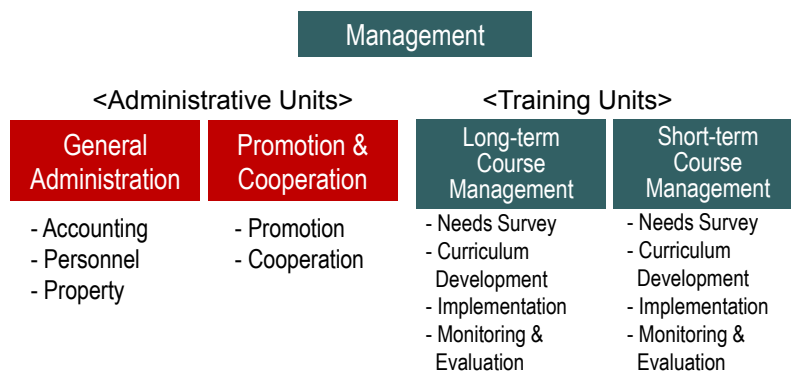 Management
<Administrative Units>
<Training Units>
General
Administration
- Accounting
- Personnel
- Property
Promotion &
Cooperation
- Promotion
- Cooperation
Long-term
Course
Management
- Needs Survey
- Curriculum
Development
- Implementation
- Monitoring &
Evaluation
Short-term
Course
Management
- Needs Survey
- Curriculum
Development
- Implementation
- Monitoring &
Evaluation